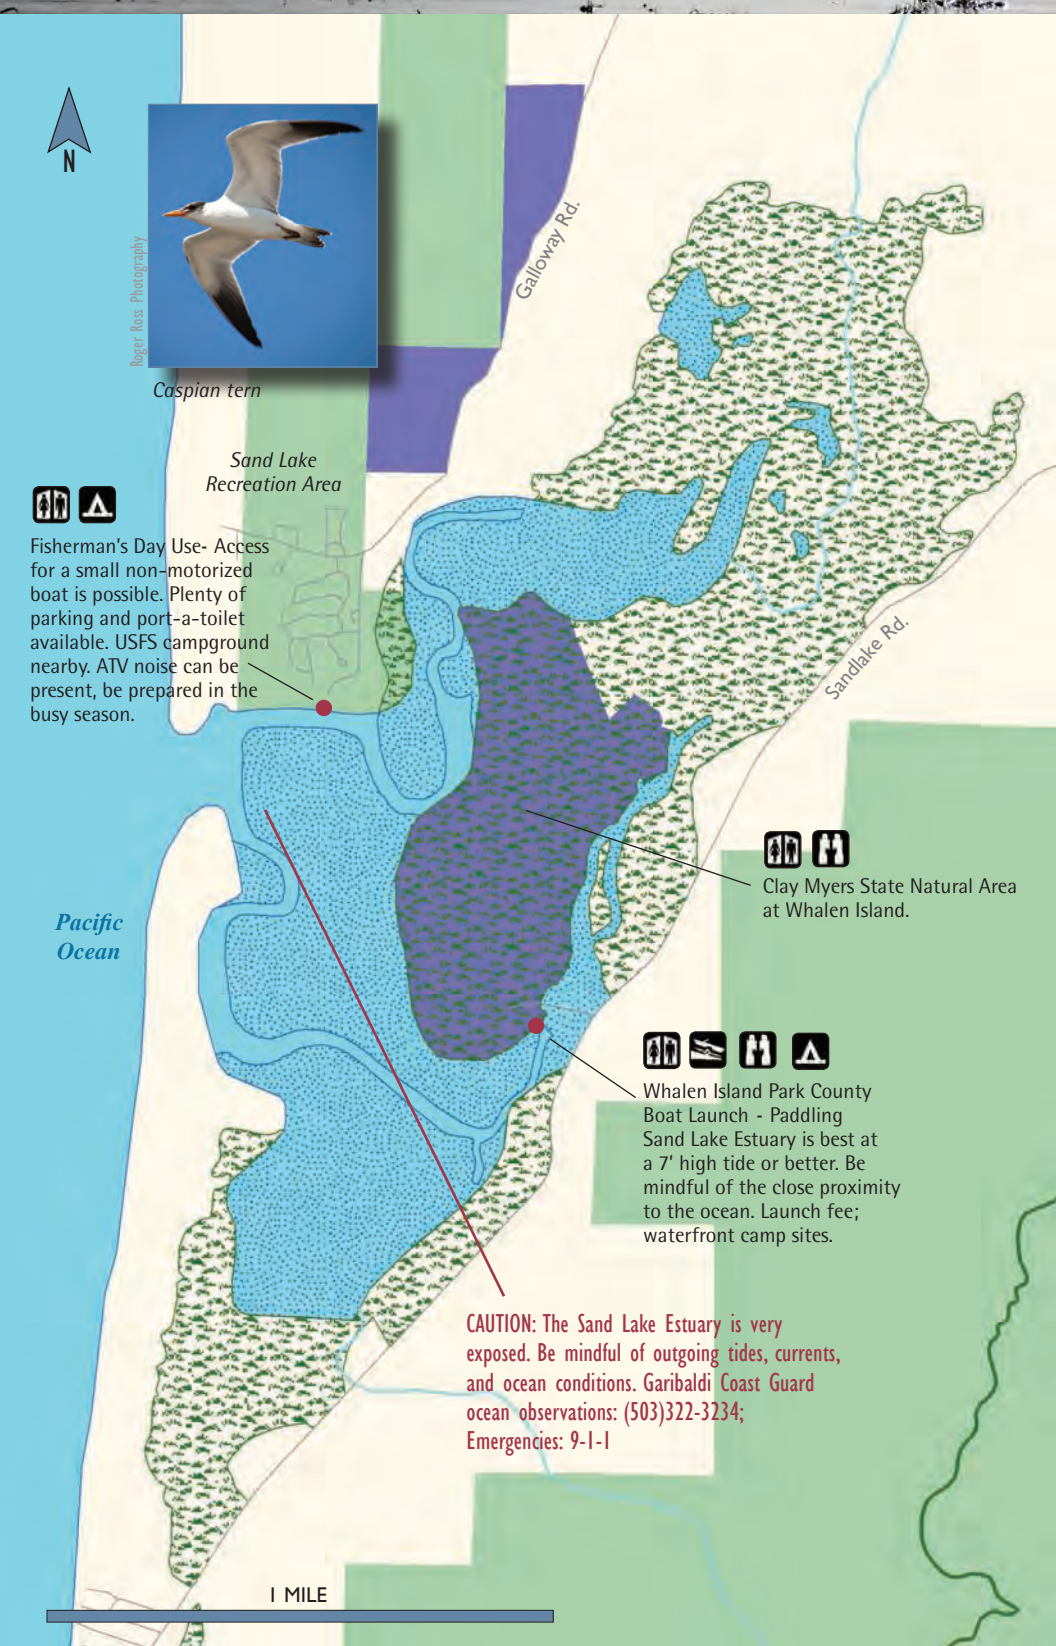 N
Roger Ross Photography
Caspian tern
Galloway Rd.
Sand Lake
Recreation Area
Fisherman's Day Use- Access
for a small non-motorized
boat is possible. Plenty of
parking and port-a-toilet
available. USFS campground
nearby. ATV noise can be
present, be prepared in the
busy season.
Sandlake Rd.
Clay Myers State Natural Area
at Whalen Island.
Pacific
Ocean
Whalen Island Park County
Boat Launch - Paddling
Sand Lake Estuary is best at
a 7' high tide or better. Be
mindful of the close proximity
to the ocean. Launch fee;
waterfront camp sites.
CAUTION: The Sand Lake Estuary is very
exposed. Be mindful of outgoing tides, currents,
and ocean conditions. Garibaldi Coast Guard
ocean observations: (503)322-3234;
Emergencies: 9-1-1
1 MILE